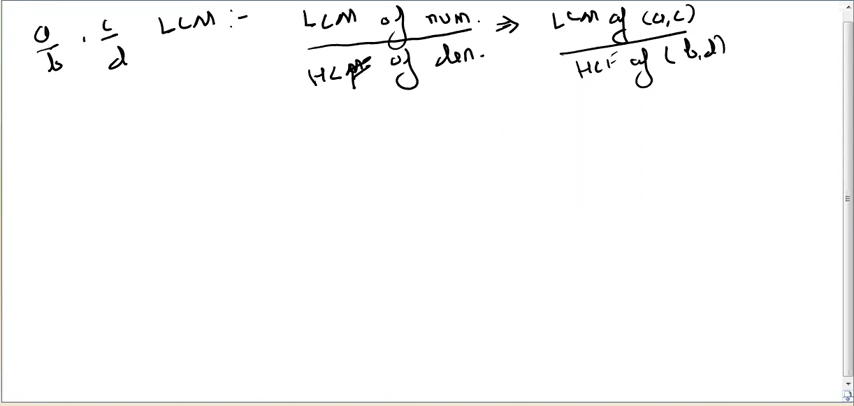 a/b , c/d LCM :- LCM of num. / HCF of den. ⇒ LCM of (a,c) / HCF of (b,d)